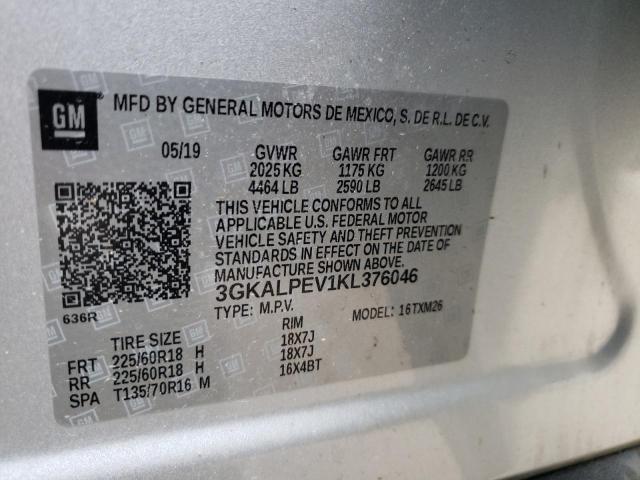 GM MFD BY GENERAL MOTORS DE MEXICO, S. DE R.L. DE C.V.
05/19 GVWR GAWR FRT GAWR RR
2025 KG 1175 KG 1200 KG
4464 LB 2590 LB 2645 LB
THIS VEHICLE CONFORMS TO ALL
APPLICABLE U.S. FEDERAL MOTOR
VEHICLE SAFETY AND THEFT PREVENTION
STANDARDS IN EFFECT ON THE DATE OF
MANUFACTURE SHOWN ABOVE.
3GKALPEV1KL376046
636R TYPE: M.P.V. MODEL: 16TXM26
TIRE SIZE RIM
FRT 225/60R18 H 18X7J
RR 225/60R18 H 18X7J
SPA T135/70R16 M 16X4BT